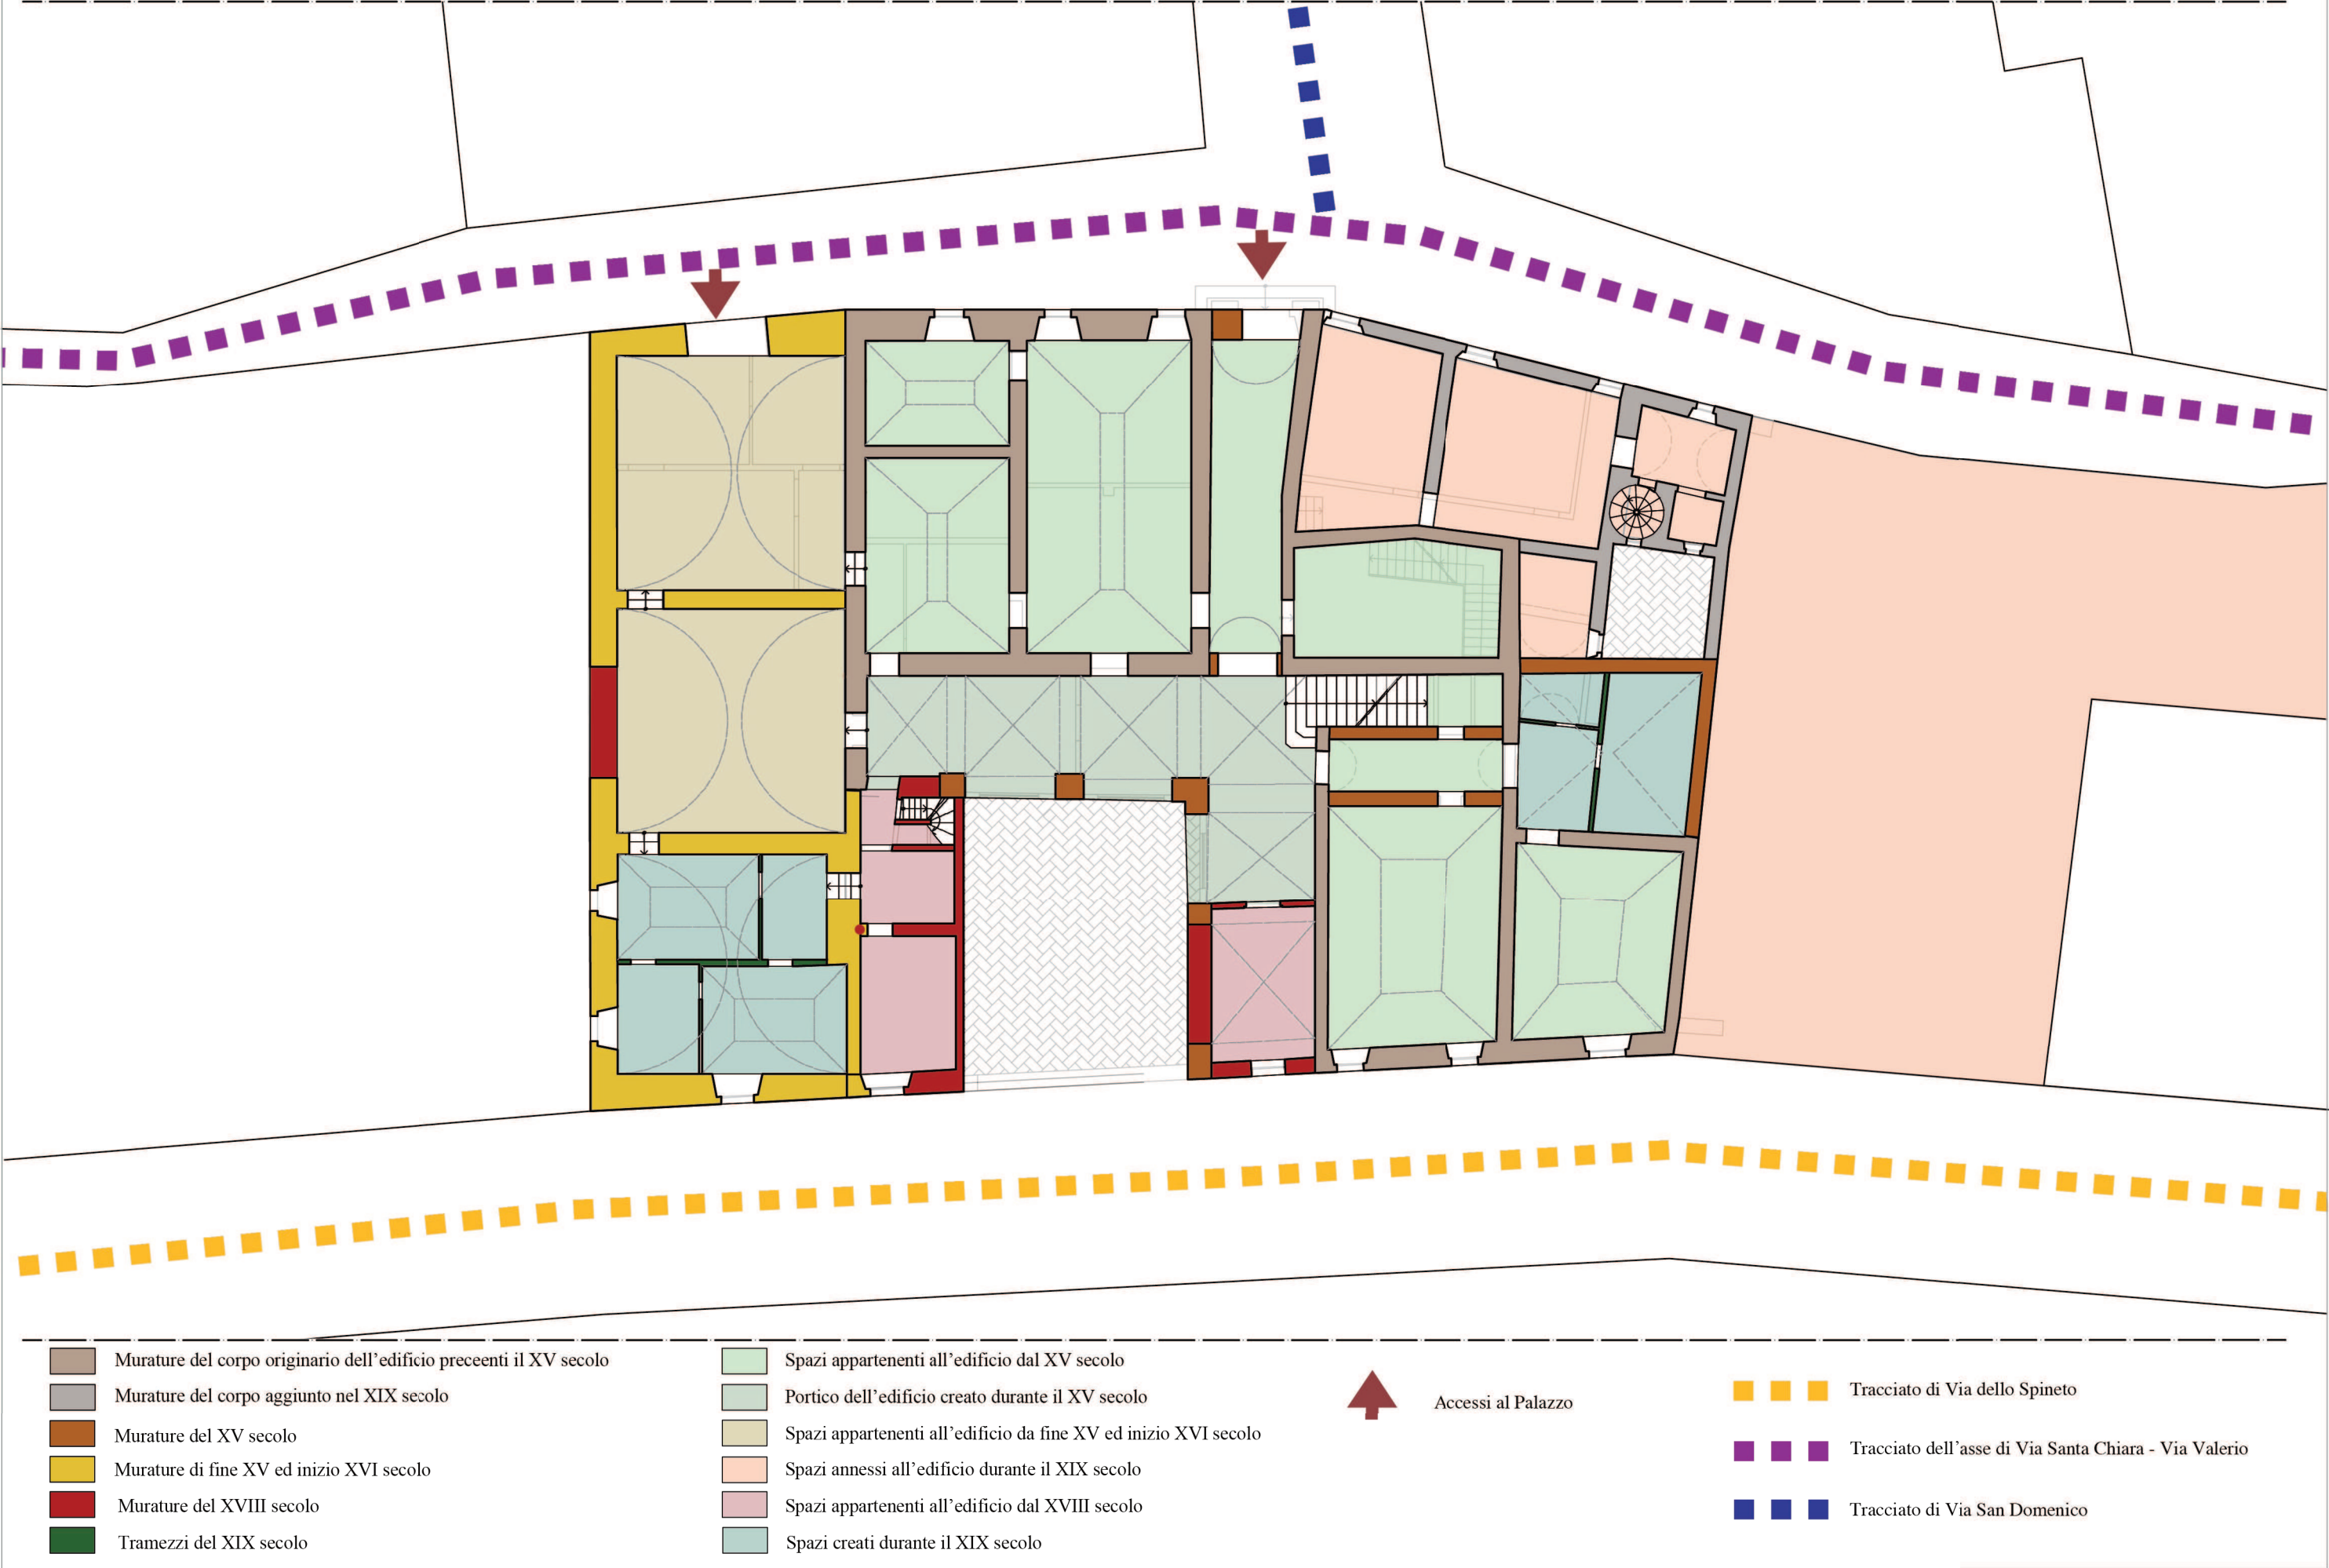 Murature del corpo originario dell'edificio preceenti il XV secolo
Murature del corpo aggiunto nel XIX secolo
Murature del XV secolo
Murature di fine XV ed inizio XVI secolo
Murature del XVIII secolo
Tramezzi del XIX secolo
Spazi appartenenti all'edificio dal XV secolo
Portico dell'edificio creato durante il XV secolo
Spazi appartenenti all'edificio da fine XV ed inizio XVI secolo
Spazi annessi all'edificio durante il XIX secolo
Spazi appartenenti all'edificio dal XVIII secolo
Spazi creati durante il XIX secolo
Accessi al Palazzo
Tracciato di Via dello Spineto
Tracciato dell'asse di Via Santa Chiara - Via Valerio
Tracciato di Via San Domenico